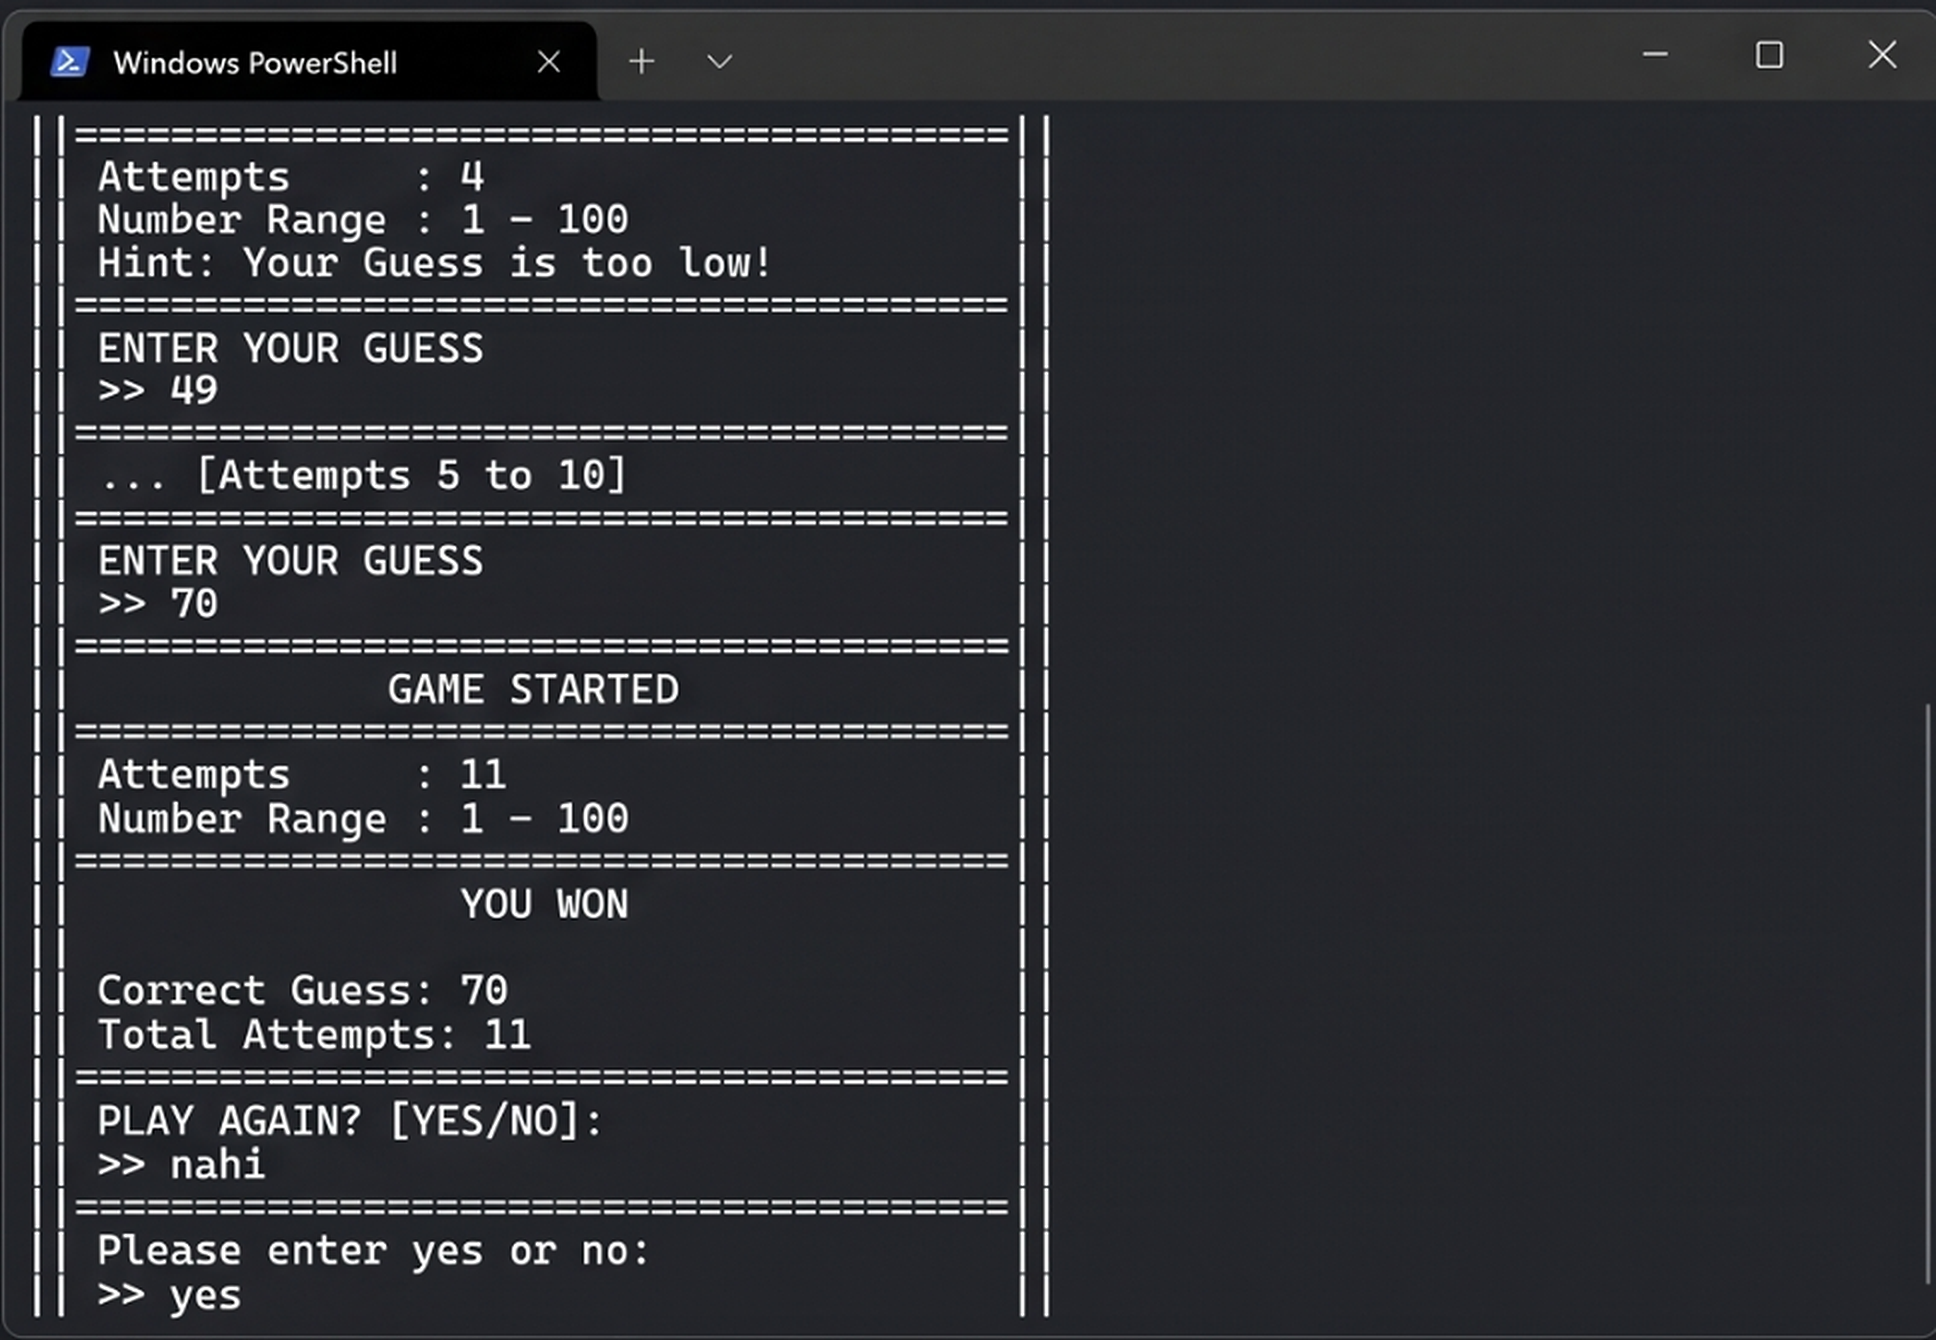 Windows PowerShell
||=======================================||
Attempts     : 4
Number Range : 1 - 100
Hint: Your Guess is too low!
=======================================
ENTER YOUR GUESS
>> 49
=======================================
... [Attempts 5 to 10]
=======================================
ENTER YOUR GUESS
>> 70
=======================================
GAME STARTED
=======================================
Attempts     : 11
Number Range : 1 - 100
=======================================
YOU WON
Correct Guess: 70
Total Attempts: 11
=======================================
PLAY AGAIN? [YES/NO]:
>> nahi
=======================================
Please enter yes or no:
>> yes